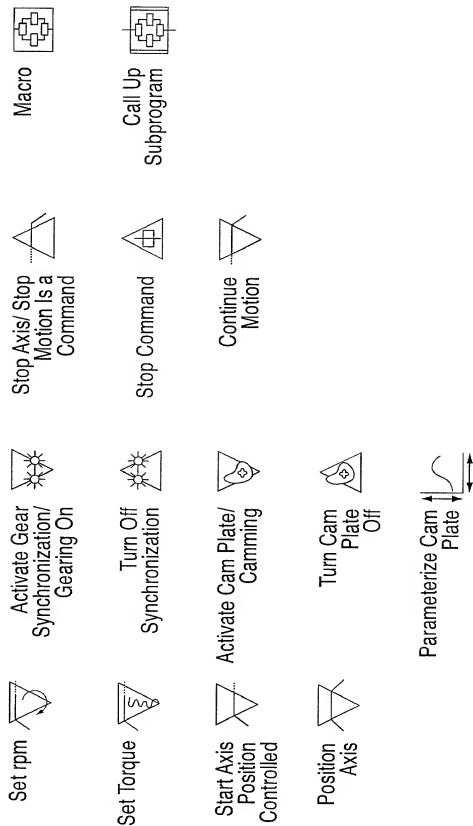 Set rpm
Set Torque
Start Axis
Position
Controlled
Position
Axis
Activate Gear
Synchronization/
Gearing On
Turn Off
Synchronization
Activate Cam Plate/
Camming
Turn Cam
Plate
Off
Parameterize Cam
Plate
Stop Axis/ Stop
Motion Is a
Command
Stop Command
Continue
Motion
Macro
Call Up
Subprogram